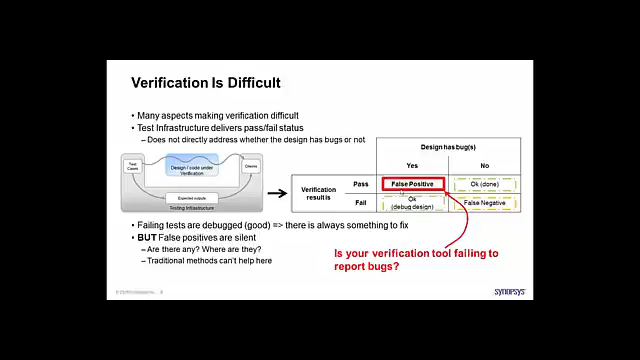 Verification Is Difficult
• Many aspects making verification difficult
• Test Infrastructure delivers pass/fail status
– Does not directly address whether the design has bugs or not
Test Cases
Design / code under Verification
Checks
Expected outputs
Testing Infrastructure
Design has bug(s)
Yes No
Verification result is
Pass False Positive Ok (done)
Fail Ok (debug design) False Negative
• Failing tests are debugged (good) => there is always something to fix
• BUT False positives are silent
– Are there any? Where are they?
– Traditional methods can't help here
Is your verification tool failing to
report bugs?
SYNOPSYS